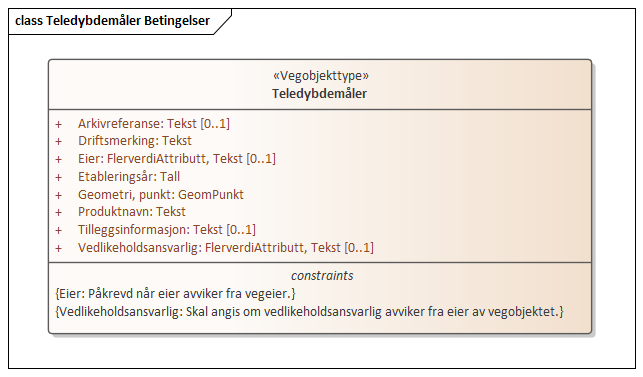 class Teledybdemåler Betingelser
«Vegobjekttype»
Teledybdemåler
+ Arkivreferanse: Tekst [0..1]
+ Driftsmerking: Tekst
+ Eier: FlerverdiAttributt, Tekst [0..1]
+ Etableringsår: Tall
+ Geometri, punkt: GeomPunkt
+ Produktnavn: Tekst
+ Tilleggsinformasjon: Tekst [0..1]
+ Vedlikeholdsansvarlig: FlerverdiAttributt, Tekst [0..1]
constraints
{Eier: Påkrevd når eier avviker fra vegeier.}
{Vedlikeholdsansvarlig: Skal angis om vedlikeholdsansvarlig avviker fra eier av vegobjektet.}